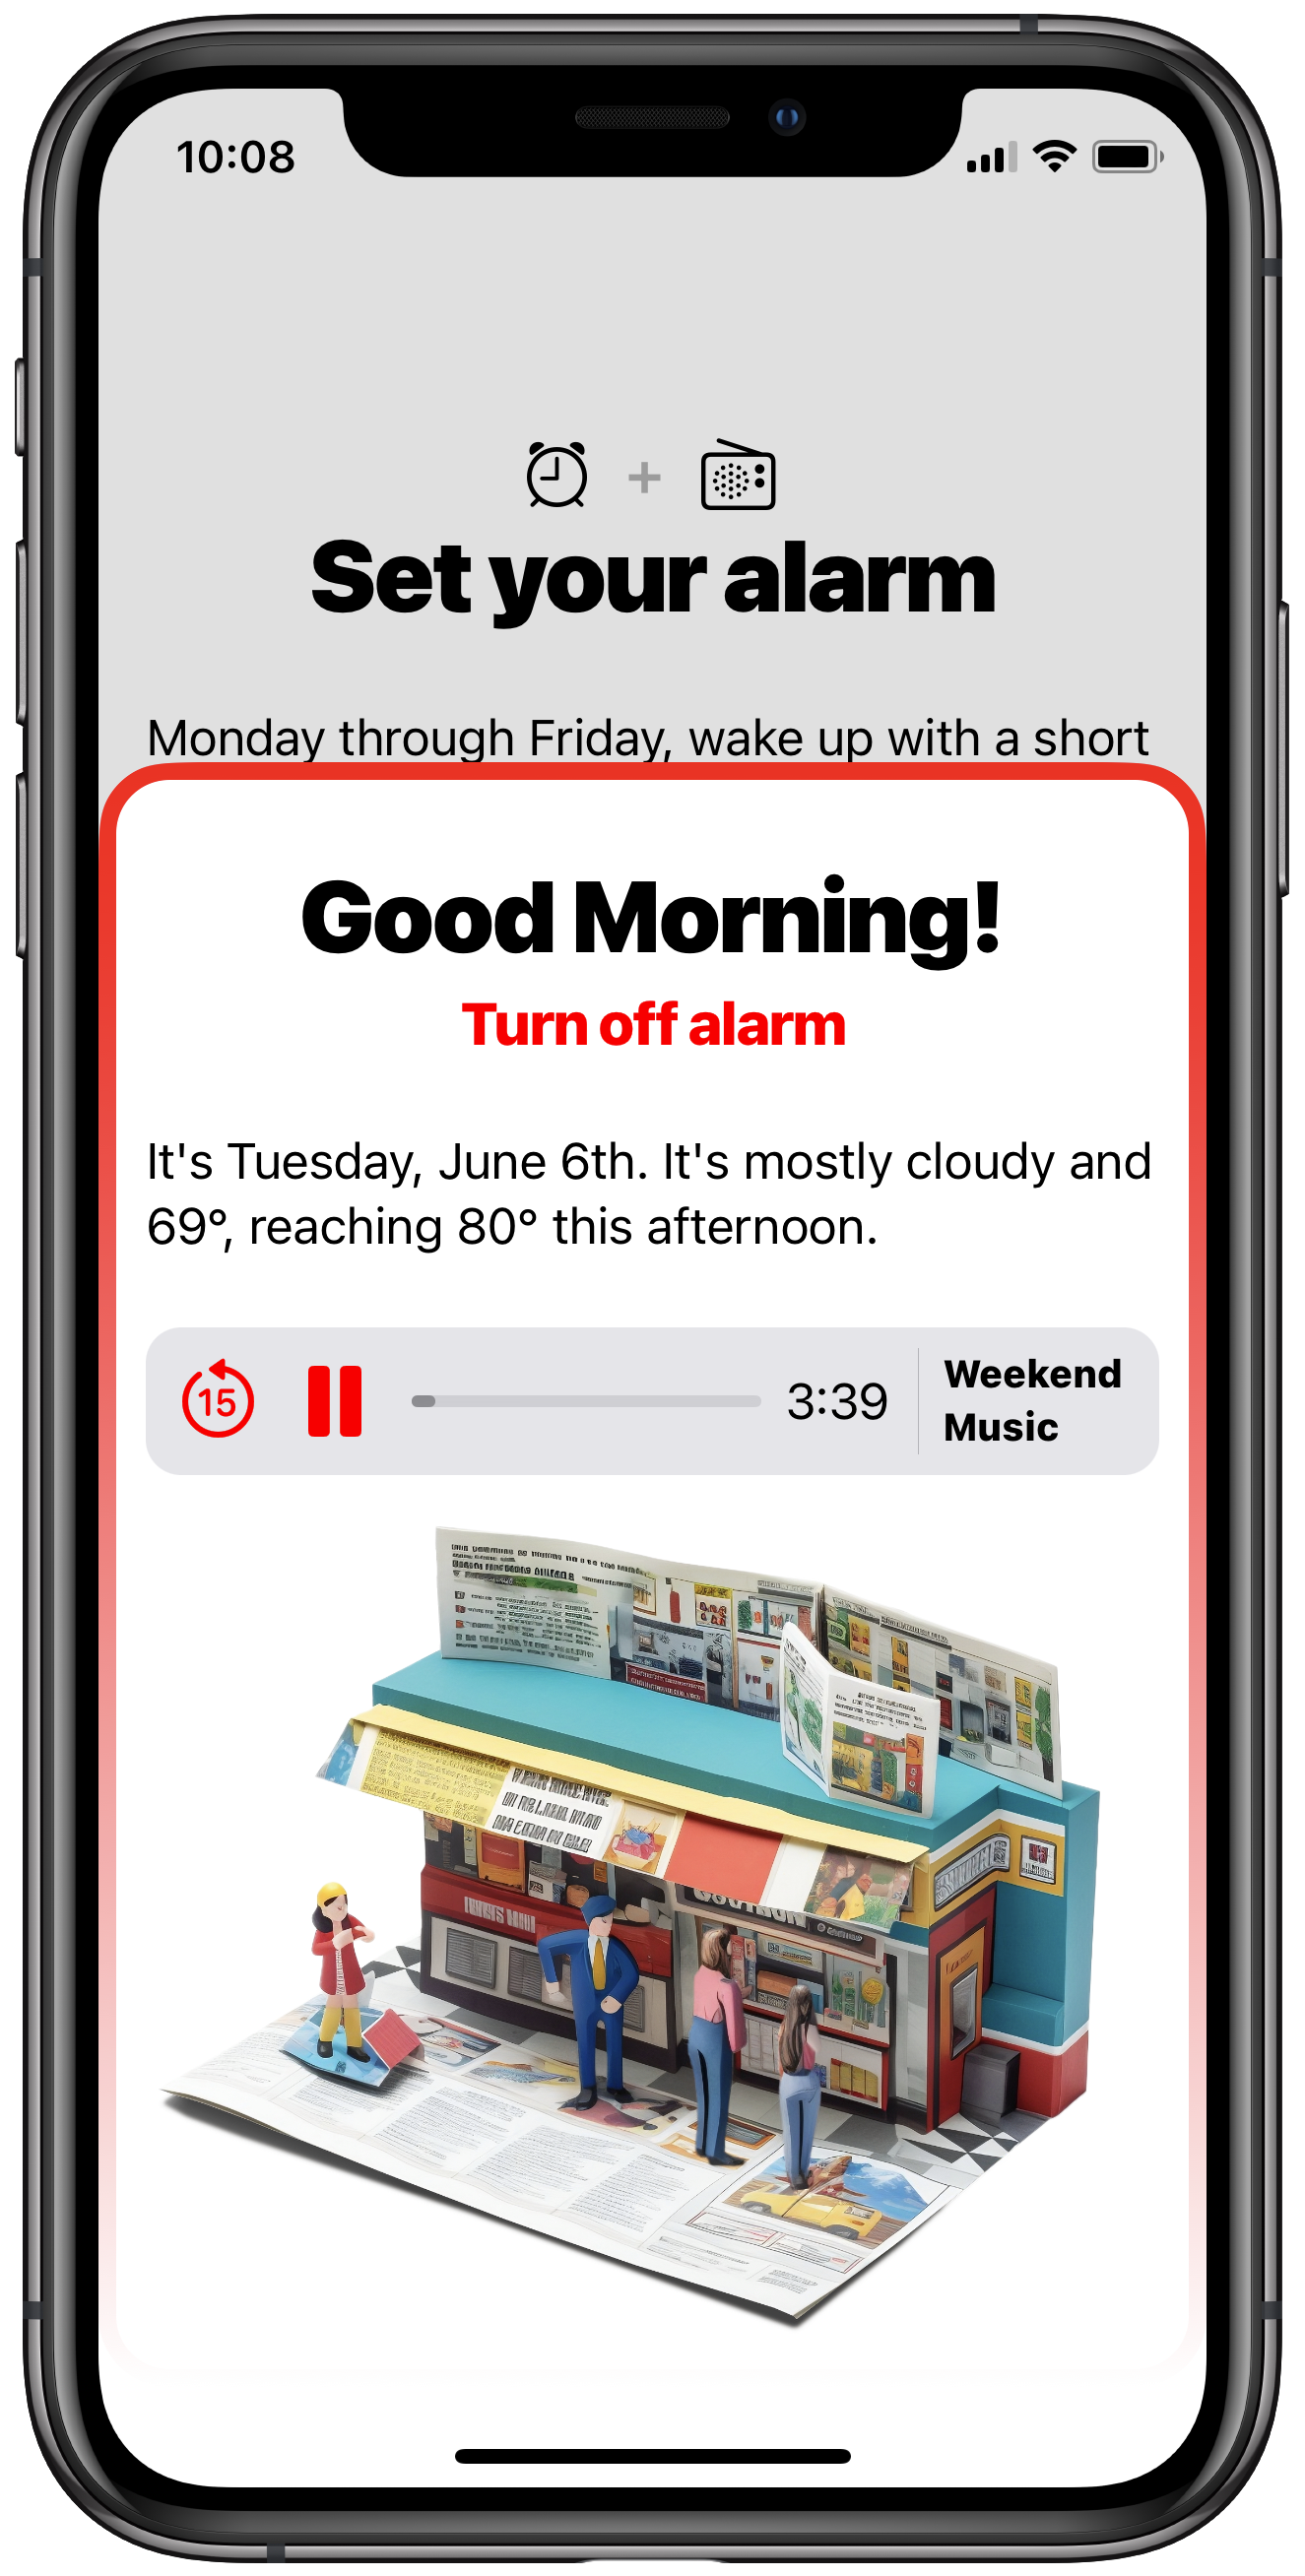 10:08
Set your alarm
Monday through Friday, wake up with a short
Good Morning!
Turn off alarm
It's Tuesday, June 6th. It's mostly cloudy and
69°, reaching 80° this afternoon.
15
3:39
Weekend
Music